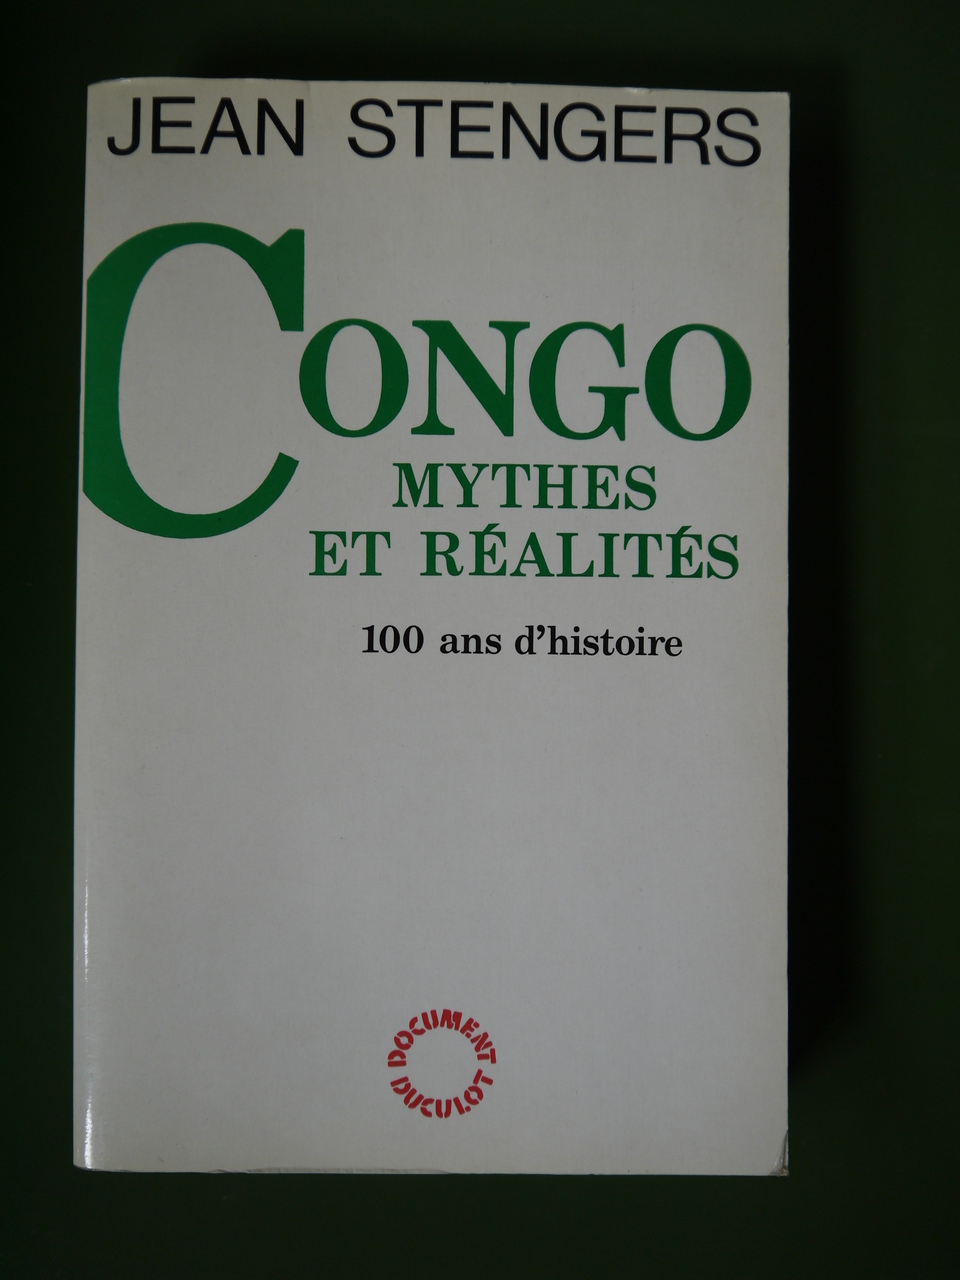 JEAN STENGERS
CONGO
MYTHES
ET RÉALITÉS
100 ans d'histoire
DOCUMENT
DUCULOT